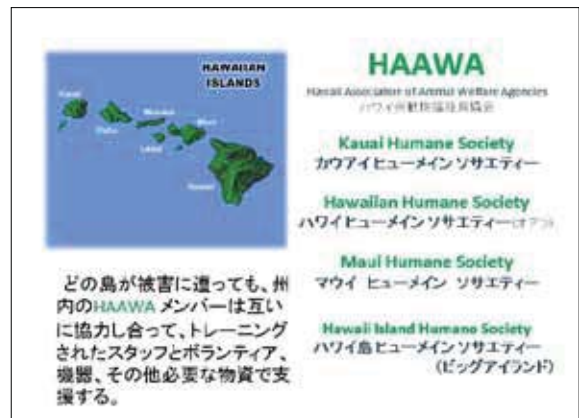 HAWAIIAN
ISLANDS
Kauai
Oahu
Molokai
Maui
Lanai
Hawaii
どの島が被害に遭っても、州
内のHAAWA メンバーは互い
に協力し合って、トレーニング
されたスタッフとボランティア、
機器、その他必要な物資で支
援する。
HAAWA
Hawaii Association of Animal Welfare Agencies
Kauai Humane Society
カウアイヒューメイン ソサエティー
Hawaiian Humane Society
ハワイヒューメイン ソサエティー(オアフ)
Maui Humane Society
マウイ ヒューメイン ソサエティー
Hawaii Island Humane Society
ハワイ島 ヒューメイン ソサエティー
(ビッグアイランド)